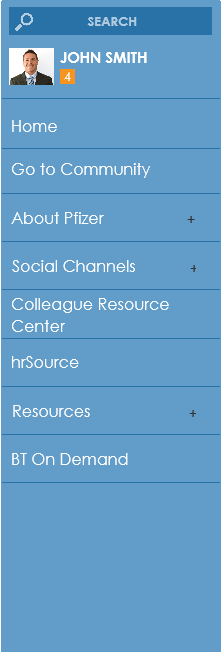 SEARCH
JOHN SMITH
4
Home
Go to Community
About Pfizer +
Social Channels +
Colleague Resource
Center
hrSource
Resources +
BT On Demand